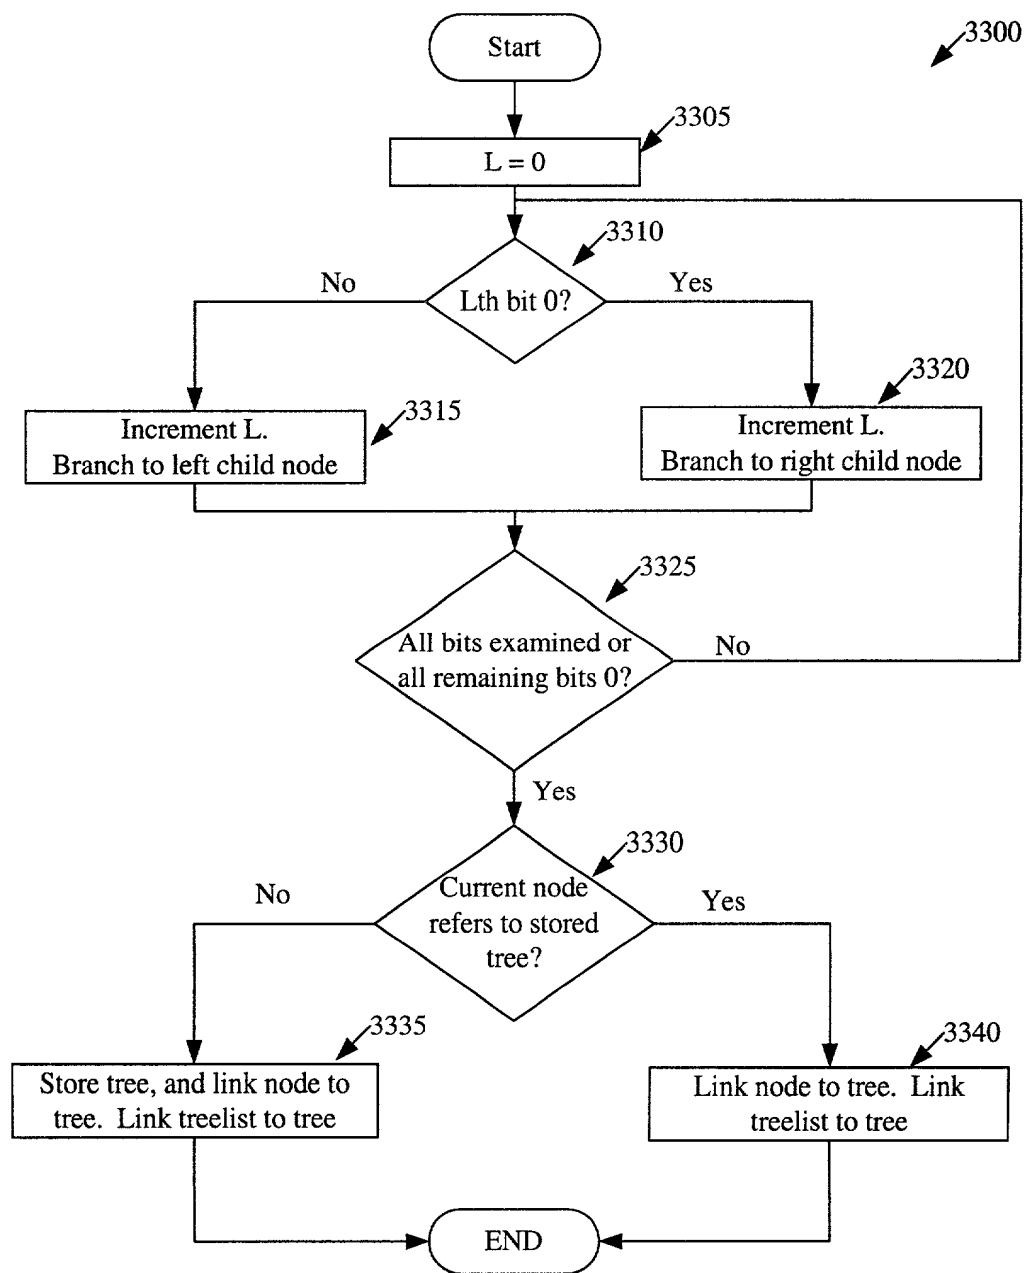 Start
3300
3305
L = 0
3310
No
Yes
Lth bit 0?
3320
3315
Increment L.
Branch to left child node
Increment L.
Branch to right child node
3325
All bits examined or
all remaining bits 0?
No
Yes
3330
No
Yes
Current node
refers to stored
tree?
3335
3340
Store tree, and link node to
tree. Link treelist to tree
Link node to tree. Link
treelist to tree
END